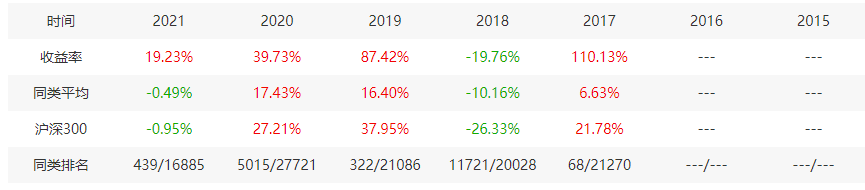 时间 2021 2020 2019 2018 2017 2016 2015
收益率 19.23% 39.73% 87.42% -19.76% 110.13% --- ---
同类平均 -0.49% 17.43% 16.40% -10.16% 6.63% --- ---
沪深300 -0.95% 27.21% 37.95% -26.33% 21.78% --- ---
同类排名 439/16885 5015/27721 322/21086 11721/20028 68/21270 ---/--- ---/---